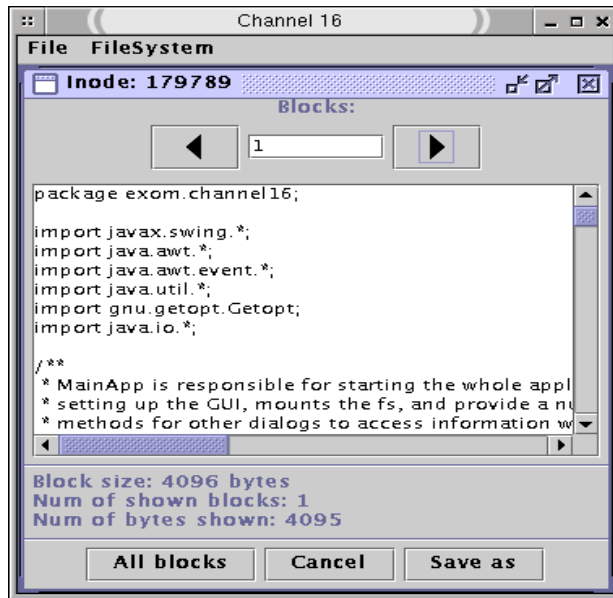 Channel 16
File FileSystem
Inode: 179789
Blocks:
1
package exom.channel16;
import javax.swing.*;
import java.awt.*;
import java.awt.event.*;
import java.util.*;
import gnu.getopt.Getopt;
import java.io.*;
/**
* MainApp is responsible for starting the whole appl
* setting up the GUI, mounts the fs, and provide a nu
* methods for other dialogs to access information w
Block size: 4096 bytes
Num of shown blocks: 1
Num of bytes shown: 4095
All blocks Cancel Save as